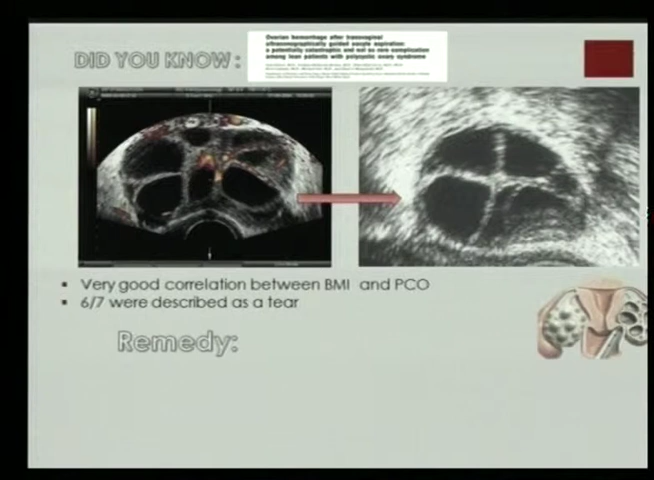 DID YOU KNOW:
Ovarian hemorrhage after transvaginal
ultrasonographically guided oocyte aspiration:
a potentially catastrophic and not so rare complication
among lean patients with polycystic ovary syndrome
Very good correlation between BMI and PCO
6/7 were described as a tear
Remedy: